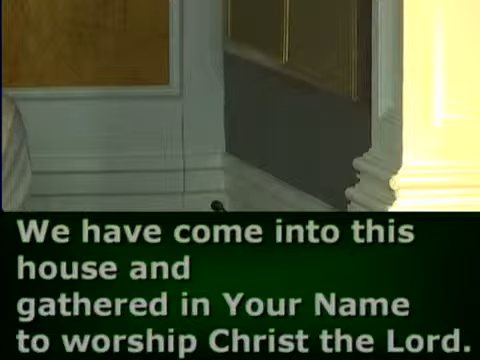 We have come into this
house and
gathered in Your Name
to worship Christ the Lord.